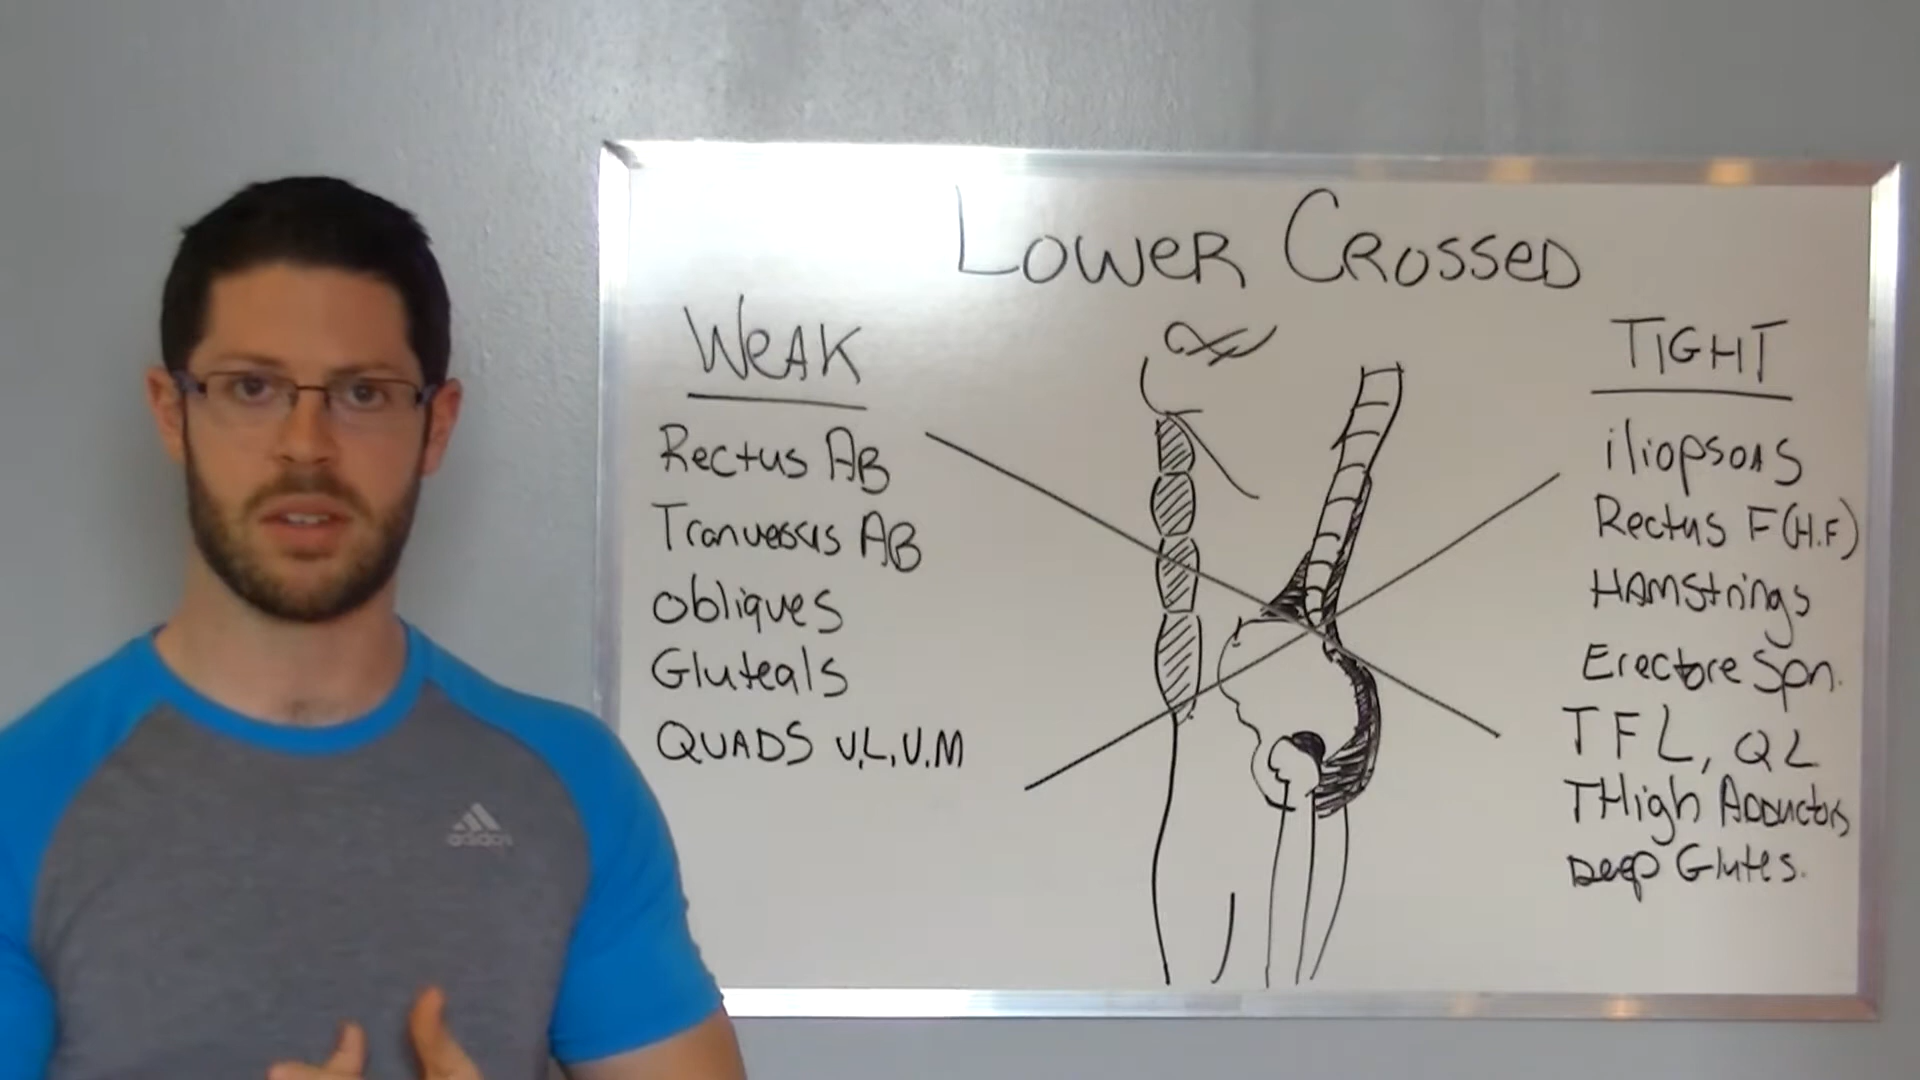 LOWER CROSSED
WEAK
Rectus AB
Tranversus AB
obliques
Gluteals
QUADS V,L,V.M
TIGHT
iliopsoas
Rectus F(H.F)
HAMStrings
Erectore Spn.
TFL, QL
THigh ADDuctors
Deep Glutes.
adidas